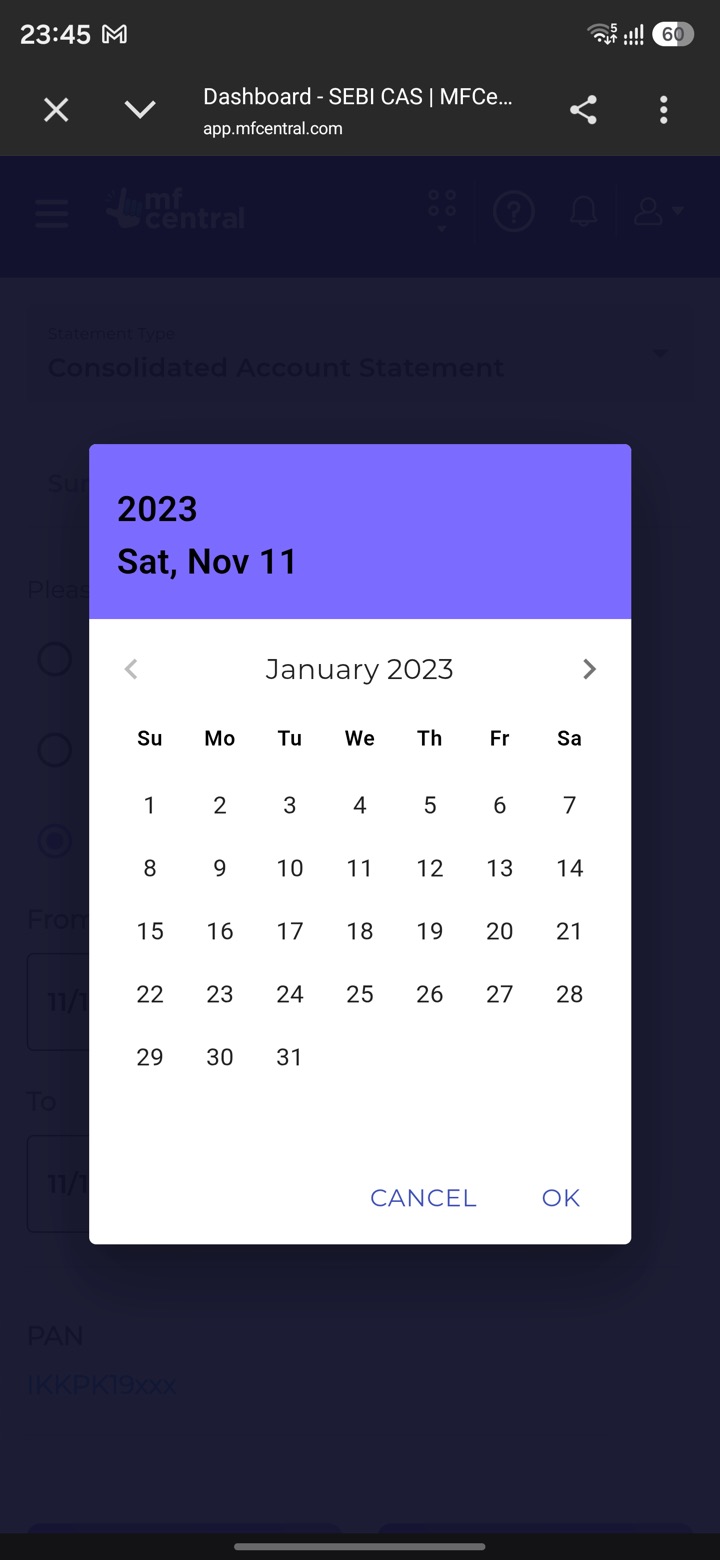 23:45
5
60
Dashboard - SEBI CAS | MFCe...
app.mfcentral.com
mf
central
?
Statement Type
Consolidated Account Statement
2023
Sat, Nov 11
January 2023
Su Mo Tu We Th Fr Sa
1 2 3 4 5 6 7
8 9 10 11 12 13 14
15 16 17 18 19 20 21
22 23 24 25 26 27 28
29 30 31
From
To
CANCEL OK
PAN
IKKPK19xxx